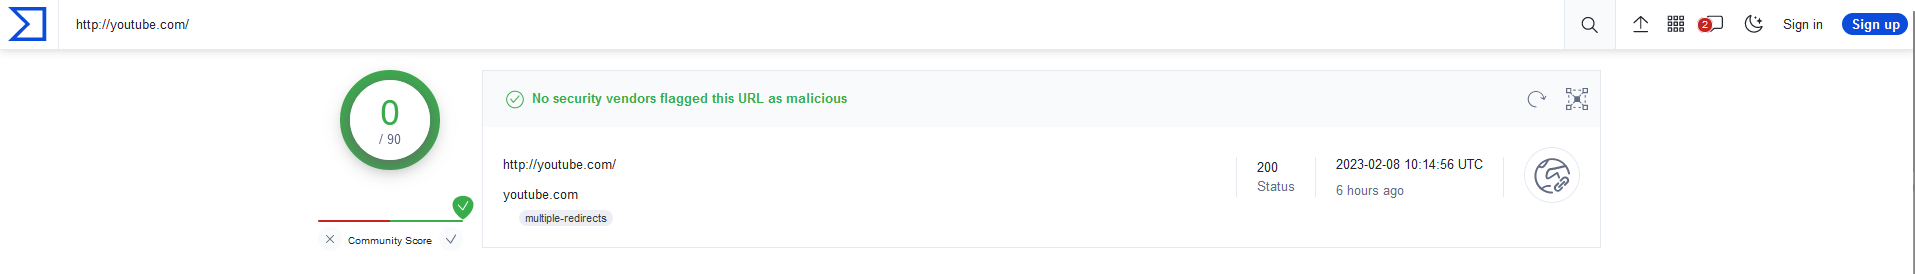 http://youtube.com/
2
Sign in
Sign up
0
/ 90
No security vendors flagged this URL as malicious
http://youtube.com/
youtube.com
multiple-redirects
200
Status
2023-02-08 10:14:56 UTC
6 hours ago
Community Score